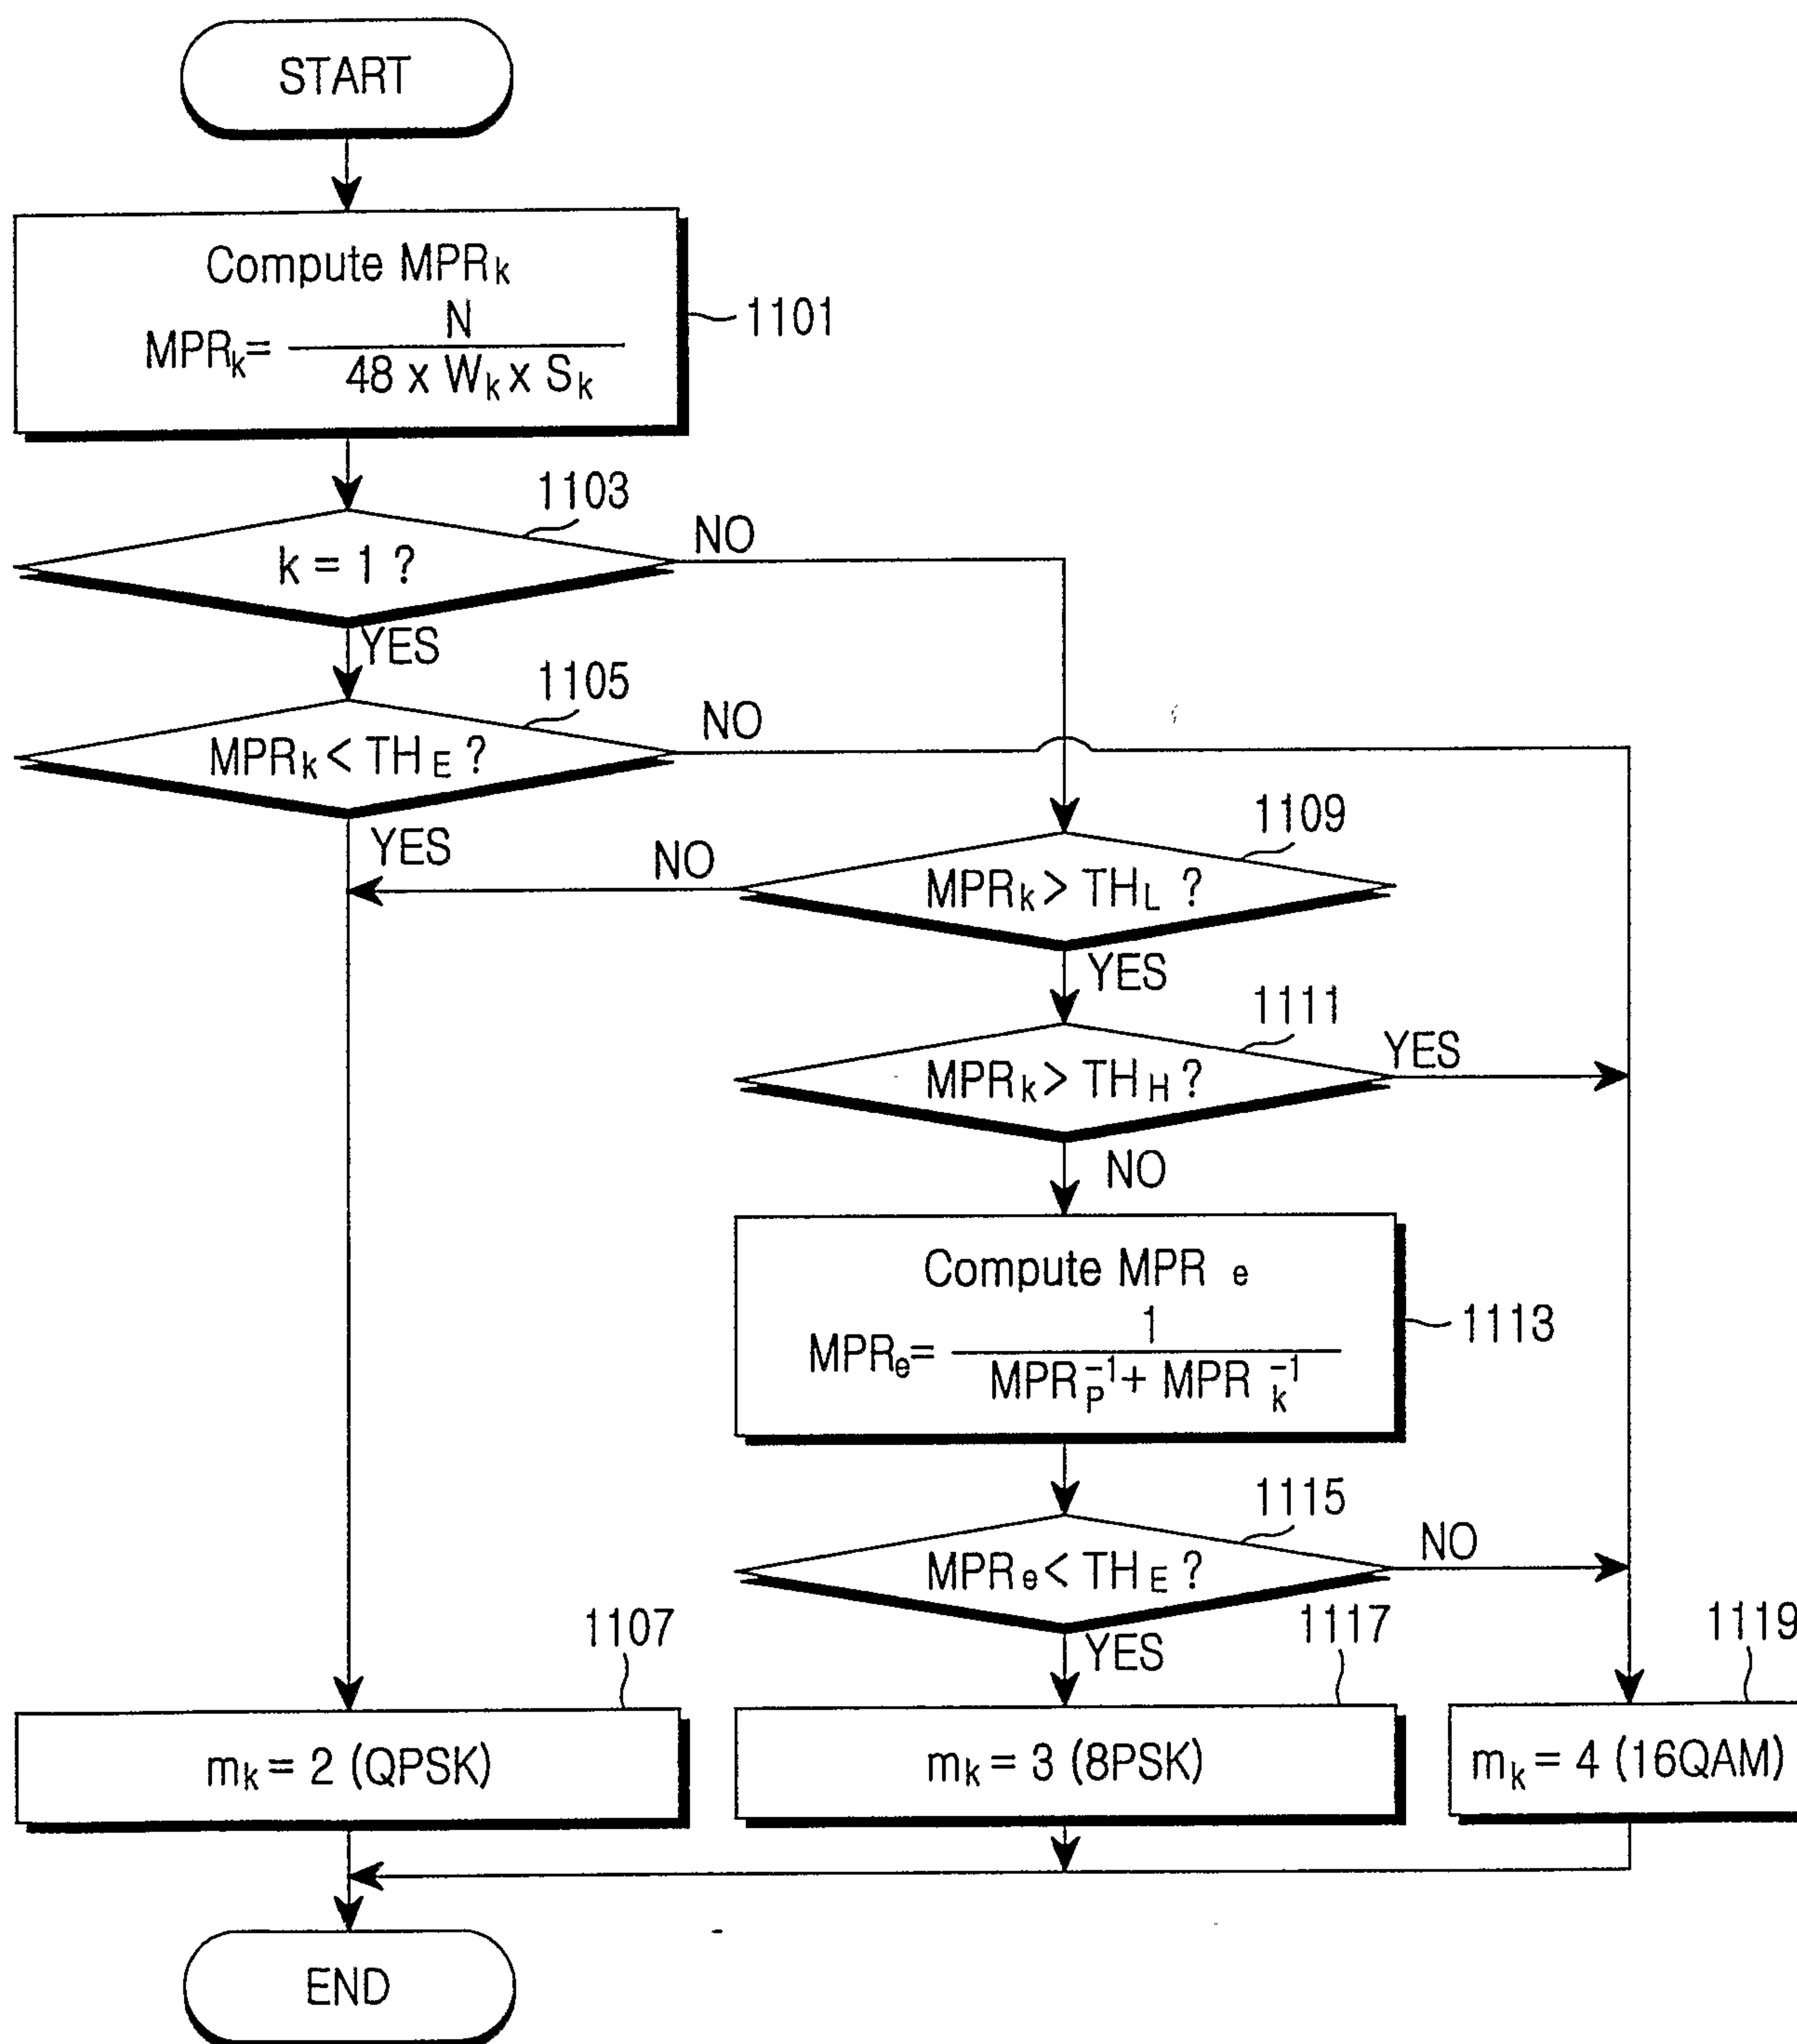 START
Compute MPRk
MPRk= N
48 x Wk x Sk
1101
1103
k = 1 ?
NO
YES
1105
MPRk < THE ?
NO
YES
1109
MPRk > THL ?
NO
YES
1111
MPRk > THH ?
YES
NO
Compute MPR e
MPRe= 1
MPRP-1+ MPR k-1
1113
1115
MPRe < THE ?
NO
YES
1107
mk = 2 (QPSK)
1117
mk = 3 (8PSK)
1119
mk = 4 (16QAM)
END